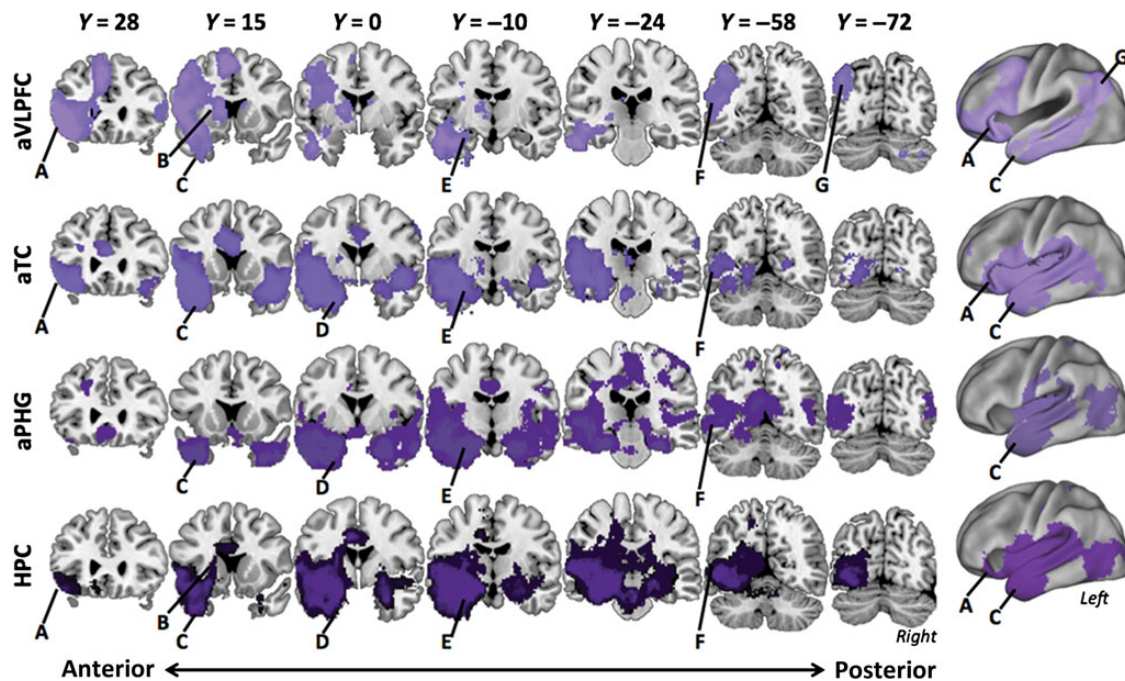 Y = 28 Y = 15 Y = 0 Y = −10 Y = −24 Y = −58 Y = −72
aVLPFC
G
A
B
C
E
F
G
A
C
aTC
A
C
D
E
F
A
C
aPHG
C
D
E
F
C
HPC
A
B
C
D
E
F
Right
A
C
Left
Anterior Posterior